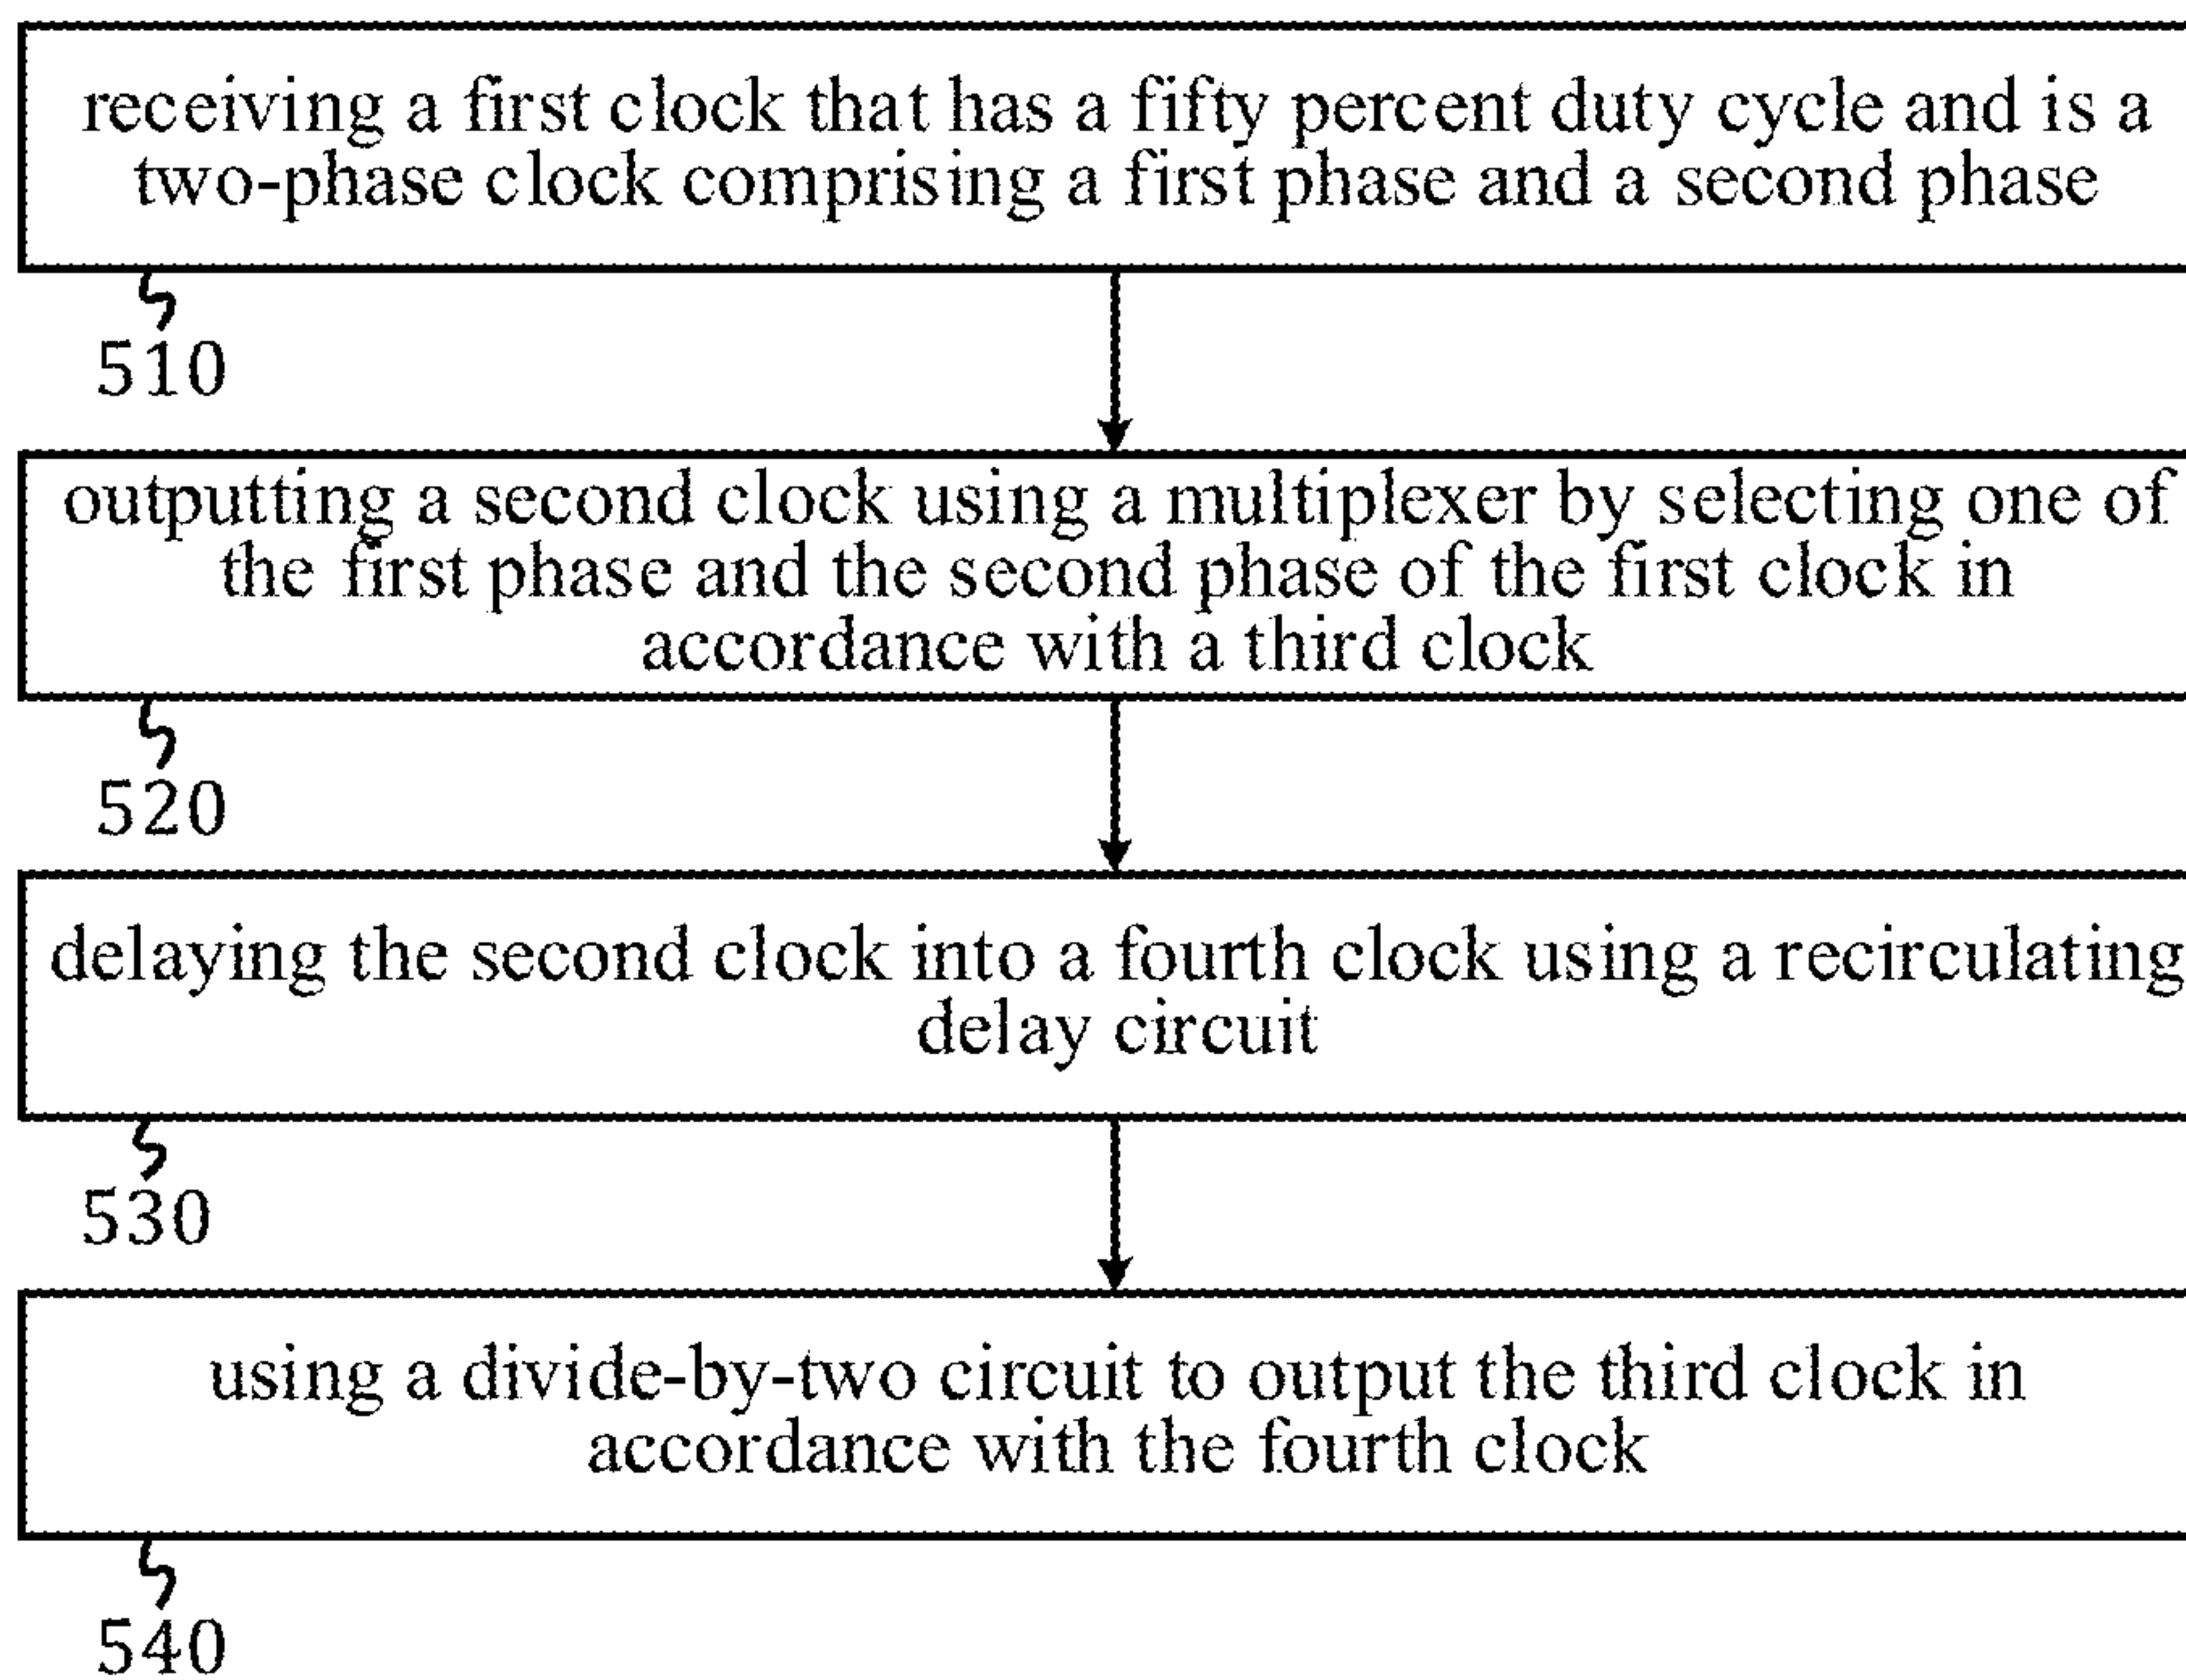 receiving a first clock that has a fifty percent duty cycle and is a
two-phase clock comprising a first phase and a second phase
510
outputting a second clock using a multiplexer by selecting one of
the first phase and the second phase of the first clock in
accordance with a third clock
520
delaying the second clock into a fourth clock using a recirculating
delay circuit
530
using a divide-by-two circuit to output the third clock in
accordance with the fourth clock
540